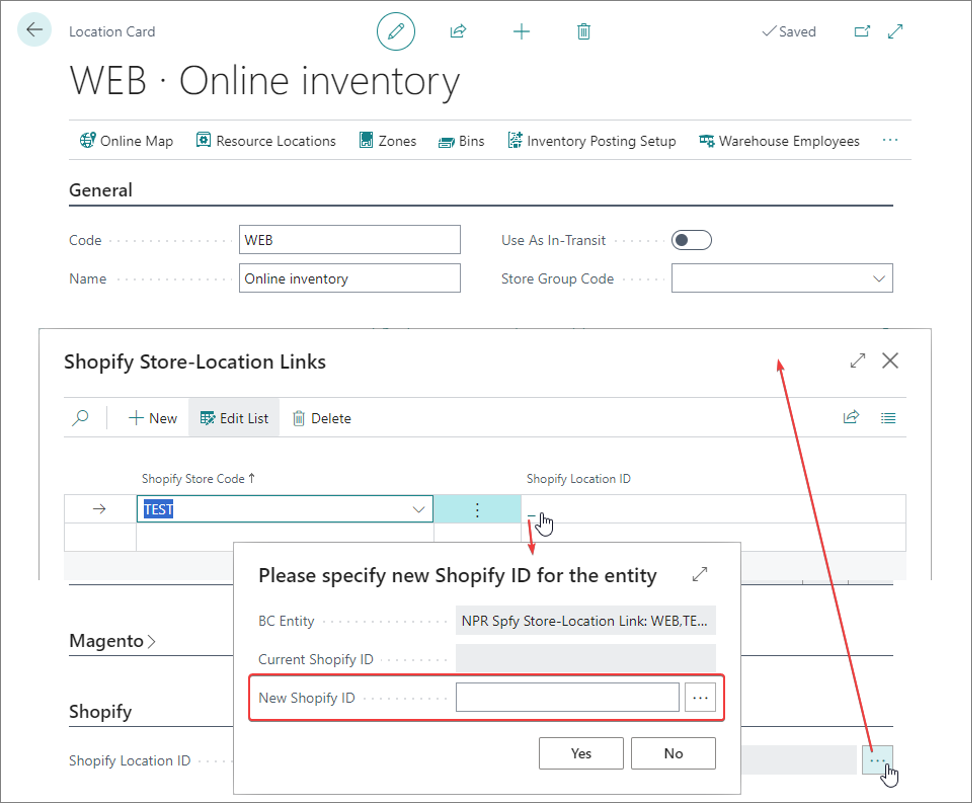 Location Card
Saved
WEB · Online inventory
Online Map Resource Locations Zones Bins Inventory Posting Setup Warehouse Employees ···
General
Code WEB Use As In-Transit
Name Online inventory Store Group Code
Shopify Store-Location Links
New Edit List Delete
Shopify Store Code ↑ Shopify Location ID
TEST _
Please specify new Shopify ID for the entity
BC Entity NPR Spfy Store-Location Link: WEB,TE...
Current Shopify ID
New Shopify ID ...
Yes No
Magento
Shopify
Shopify Location ID ...